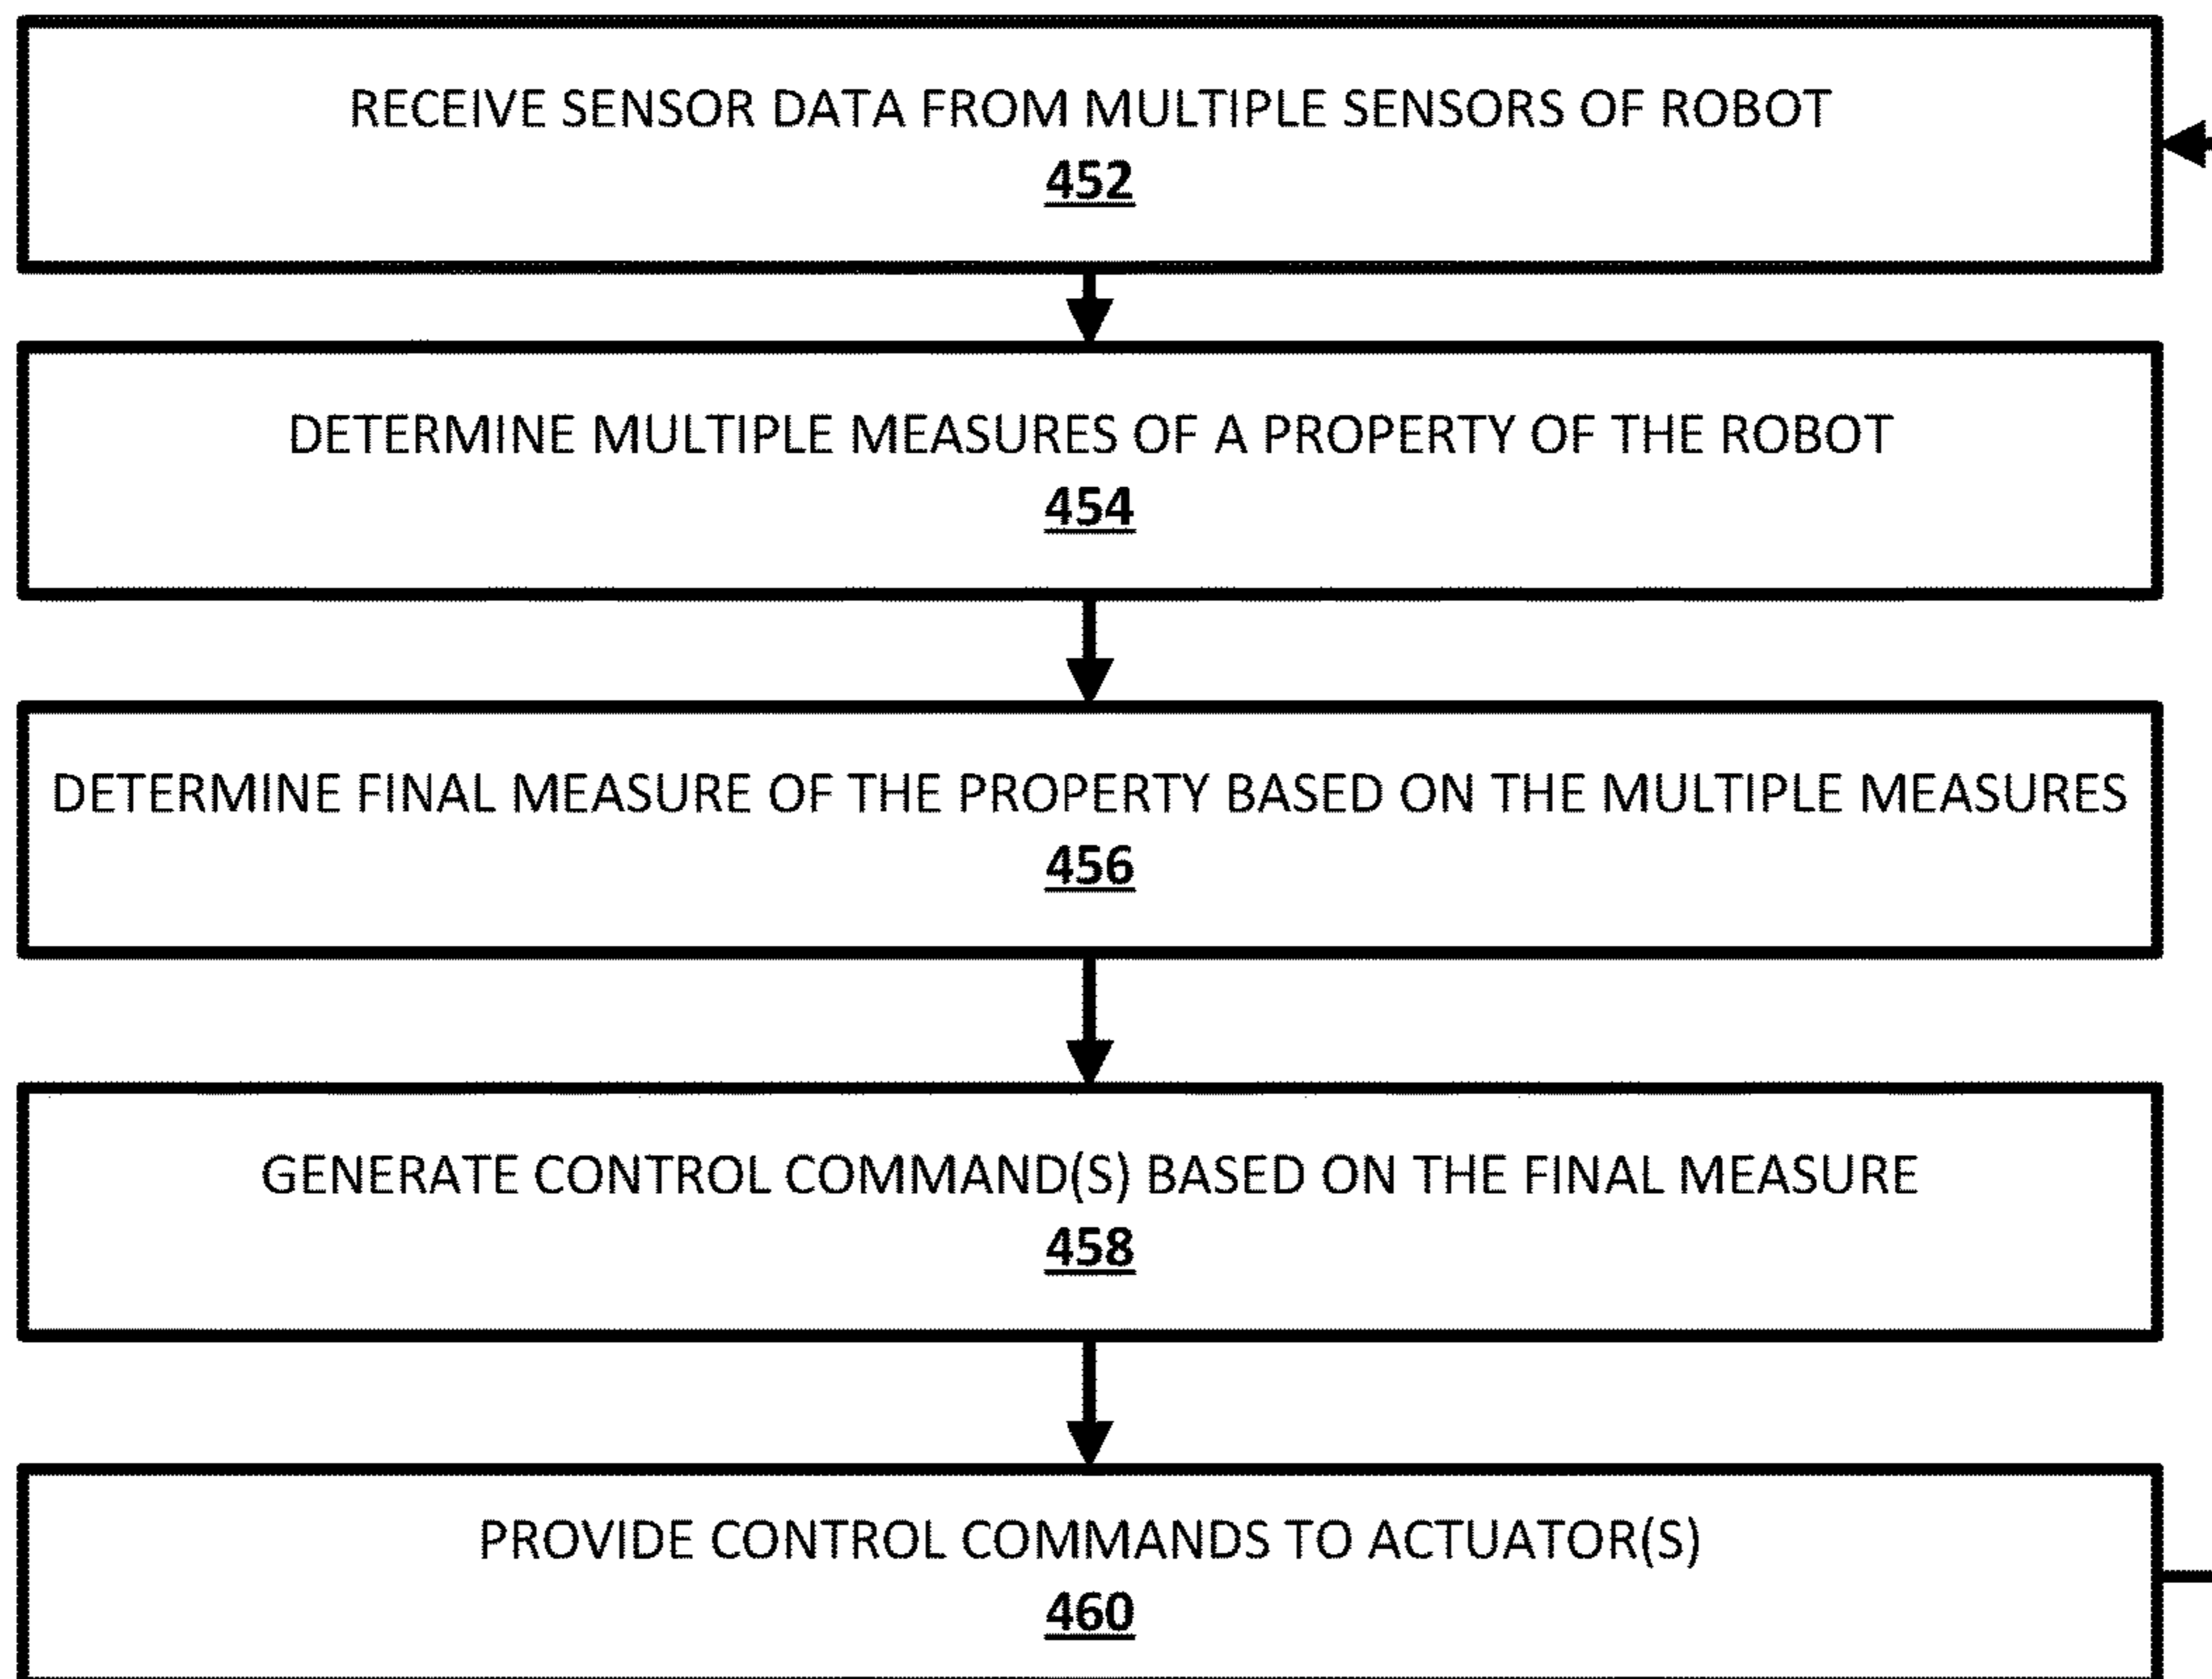 RECEIVE SENSOR DATA FROM MULTIPLE SENSORS OF ROBOT
452
DETERMINE MULTIPLE MEASURES OF A PROPERTY OF THE ROBOT
454
DETERMINE FINAL MEASURE OF THE PROPERTY BASED ON THE MULTIPLE MEASURES
456
GENERATE CONTROL COMMAND(S) BASED ON THE FINAL MEASURE
458
PROVIDE CONTROL COMMANDS TO ACTUATOR(S)
460